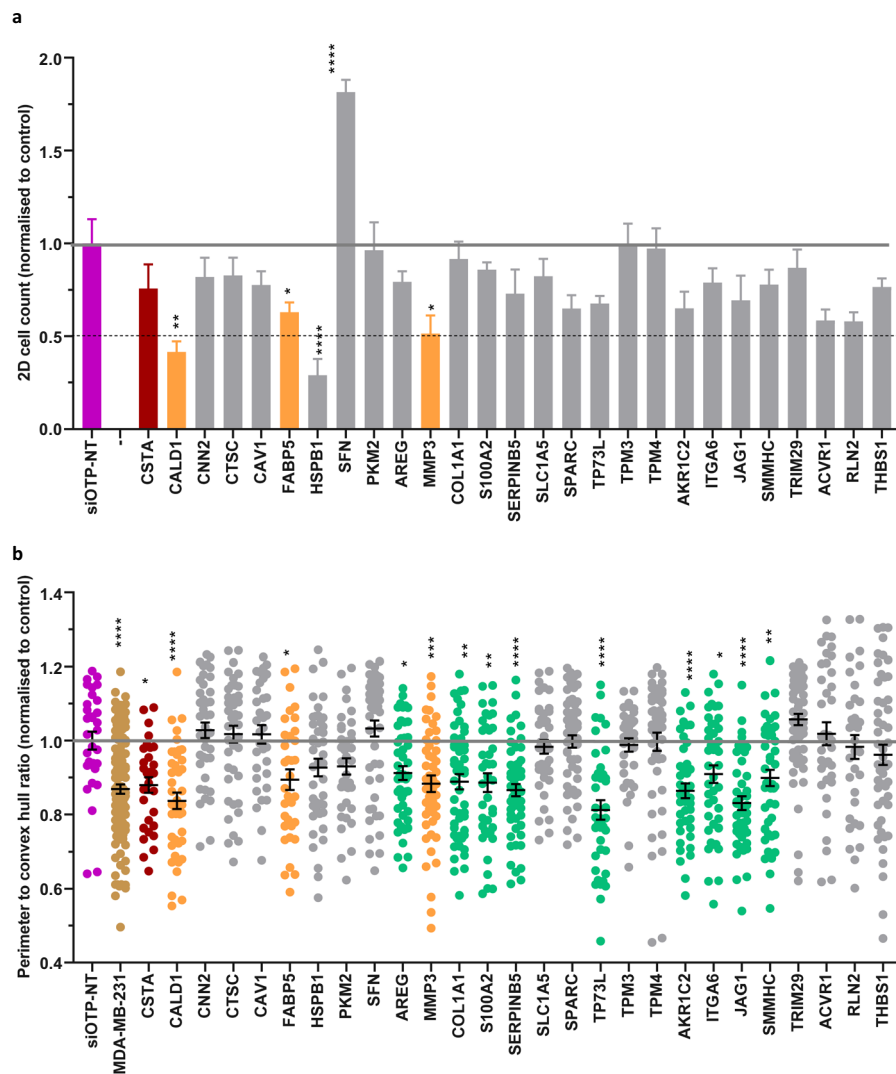 a
2D cell count (normalised to control)
2.0
1.5
1.0
0.5
0.0
**
*
****
****
*
siOTP-NT
-
CSTA
CALD1
CNN2
CTSC
CAV1
FABP5
HSPB1
SFN
PKM2
AREG
MMP3
COL1A1
S100A2
SERPINB5
SLC1A5
SPARC
TP73L
TPM3
TPM4
AKR1C2
ITGA6
JAG1
SMMHC
TRIM29
ACVR1
RLN2
THBS1
b
Perimeter to convex hull ratio (normalised to control)
1.4
1.2
1.0
0.8
0.6
0.4
****
*
****
*
*
***
**
**
****
****
****
*
****
**
siOTP-NT
MDA-MB-231
CSTA
CALD1
CNN2
CTSC
CAV1
FABP5
HSPB1
PKM2
SFN
AREG
MMP3
COL1A1
S100A2
SERPINB5
SLC1A5
SPARC
TP73L
TPM3
TPM4
AKR1C2
ITGA6
JAG1
SMMHC
TRIM29
ACVR1
RLN2
THBS1